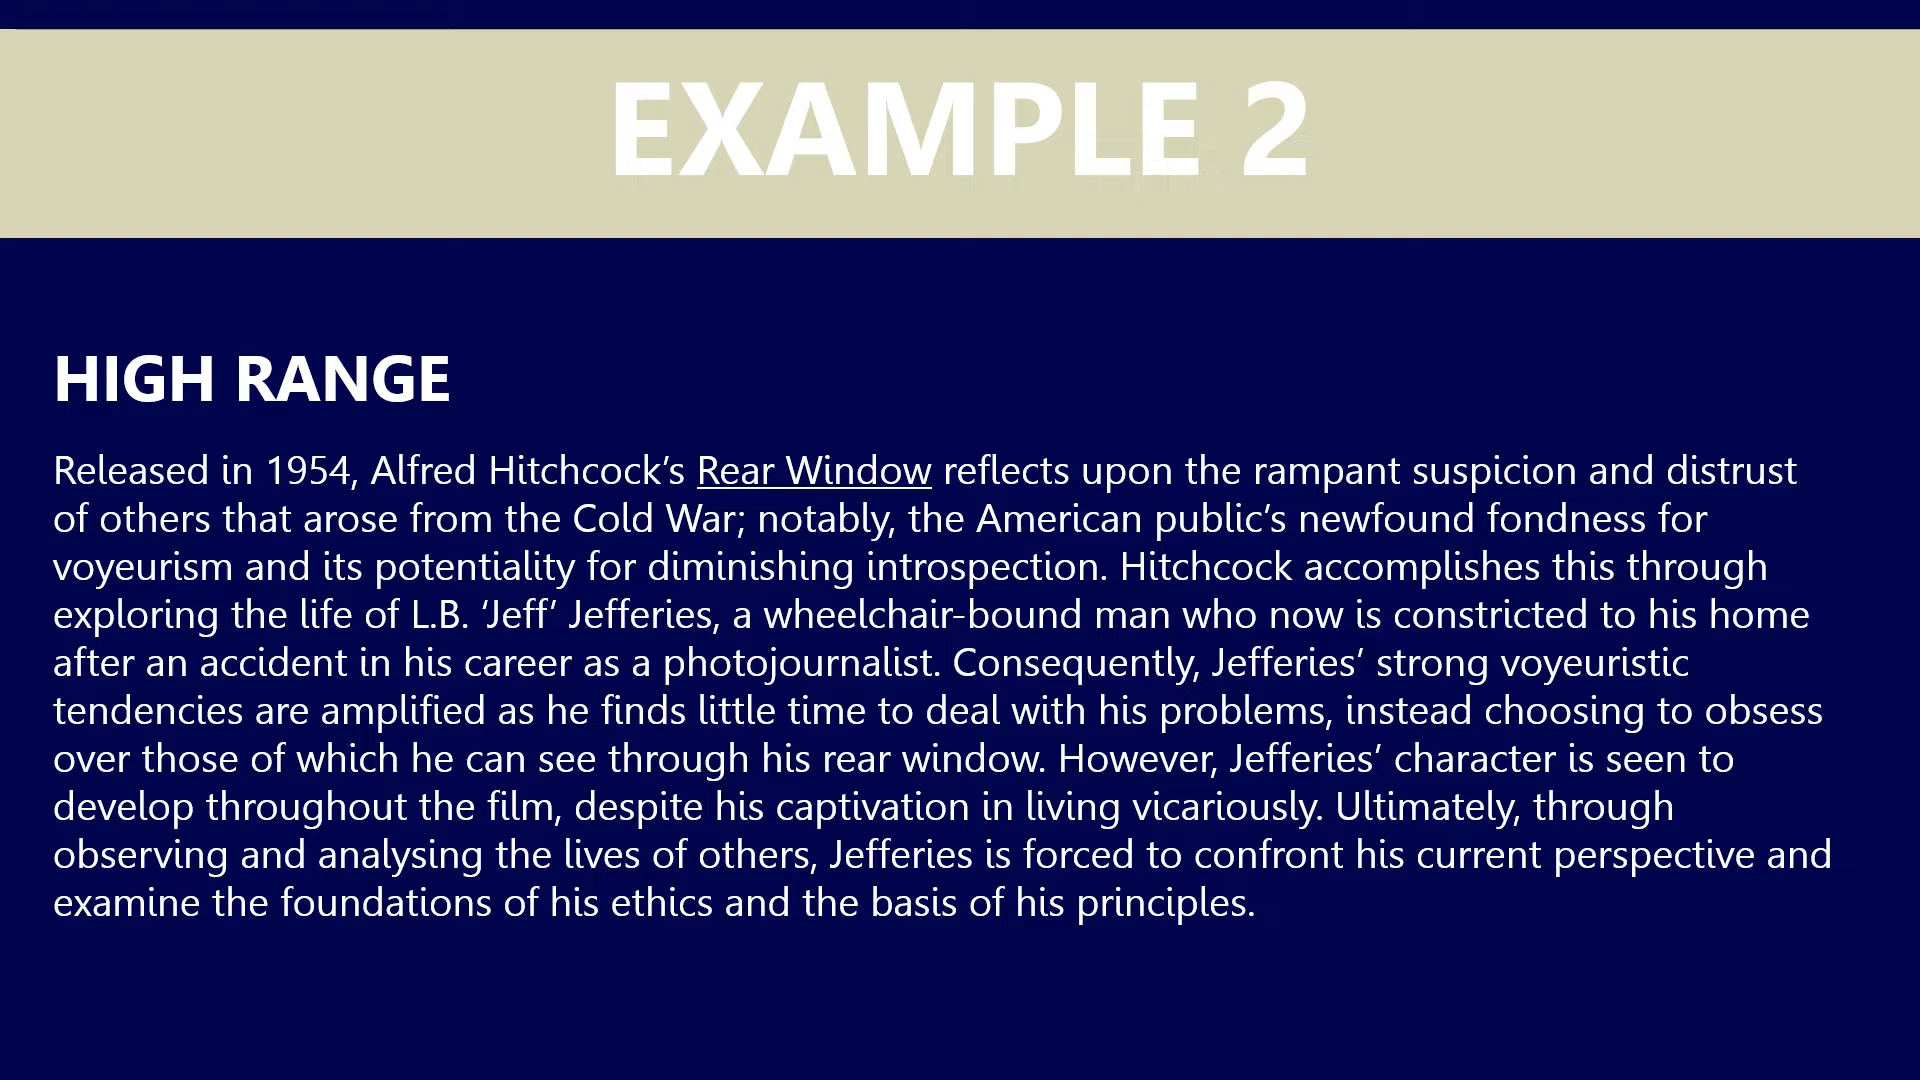 EXAMPLE 2
HIGH RANGE
Released in 1954, Alfred Hitchcock’s Rear Window reflects upon the rampant suspicion and distrust
of others that arose from the Cold War; notably, the American public’s newfound fondness for
voyeurism and its potentiality for diminishing introspection. Hitchcock accomplishes this through
exploring the life of L.B. ‘Jeff’ Jefferies, a wheelchair-bound man who now is constricted to his home
after an accident in his career as a photojournalist. Consequently, Jefferies’ strong voyeuristic
tendencies are amplified as he finds little time to deal with his problems, instead choosing to obsess
over those of which he can see through his rear window. However, Jefferies’ character is seen to
develop throughout the film, despite his captivation in living vicariously. Ultimately, through
observing and analysing the lives of others, Jefferies is forced to confront his current perspective and
examine the foundations of his ethics and the basis of his principles.